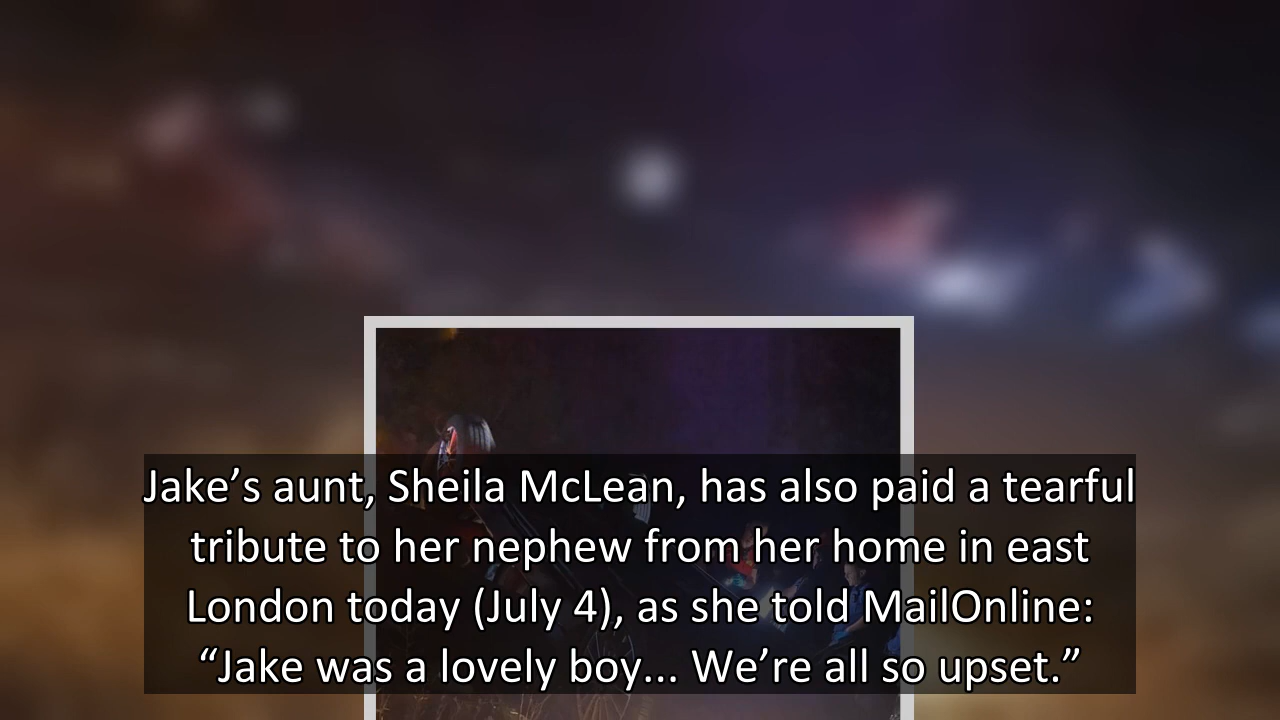 Jake’s aunt, Sheila McLean, has also paid a tearful
tribute to her nephew from her home in east
London today (July 4), as she told MailOnline:
“Jake was a lovely boy... We’re all so upset.”